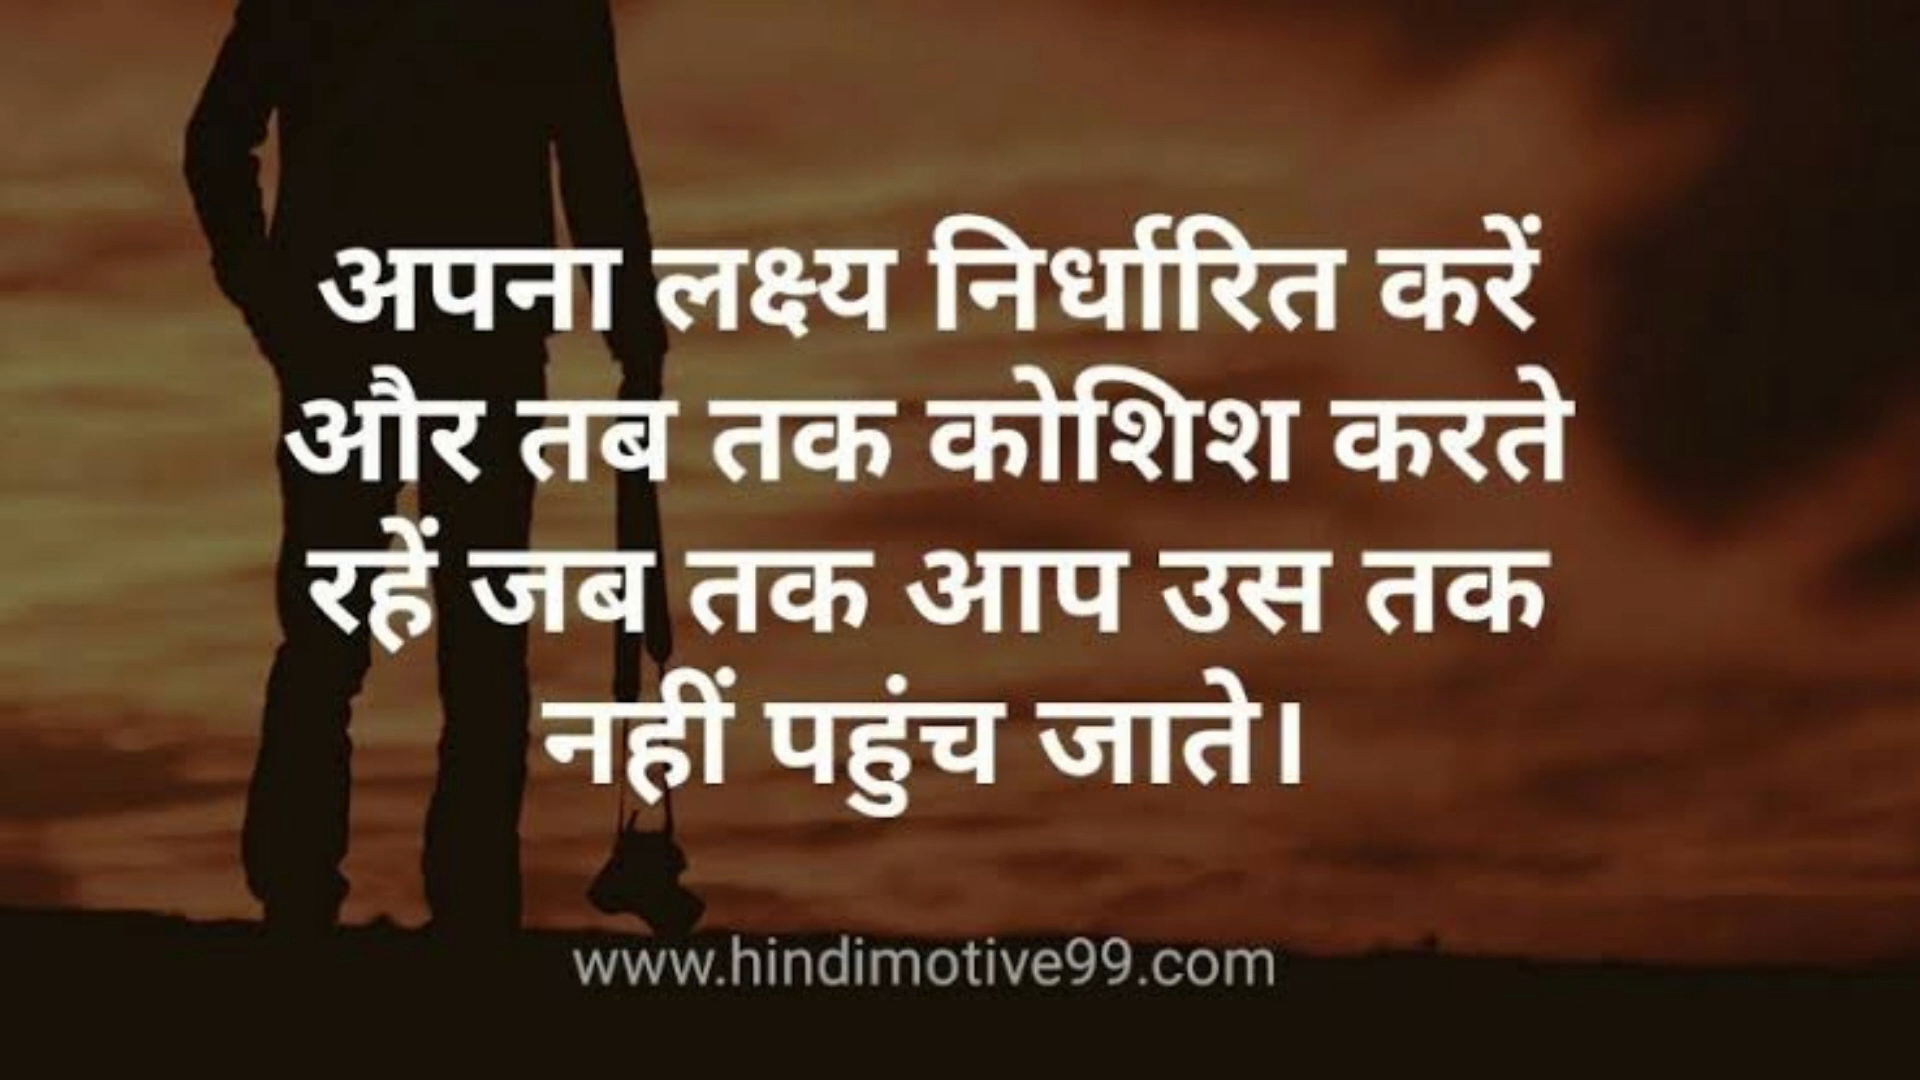 अपना लक्ष्य निर्धारित करें
और तब तक कोशिश करते
रहें जब तक आप उस तक
नहीं पहुंच जाते।
www.hindimotive99.com